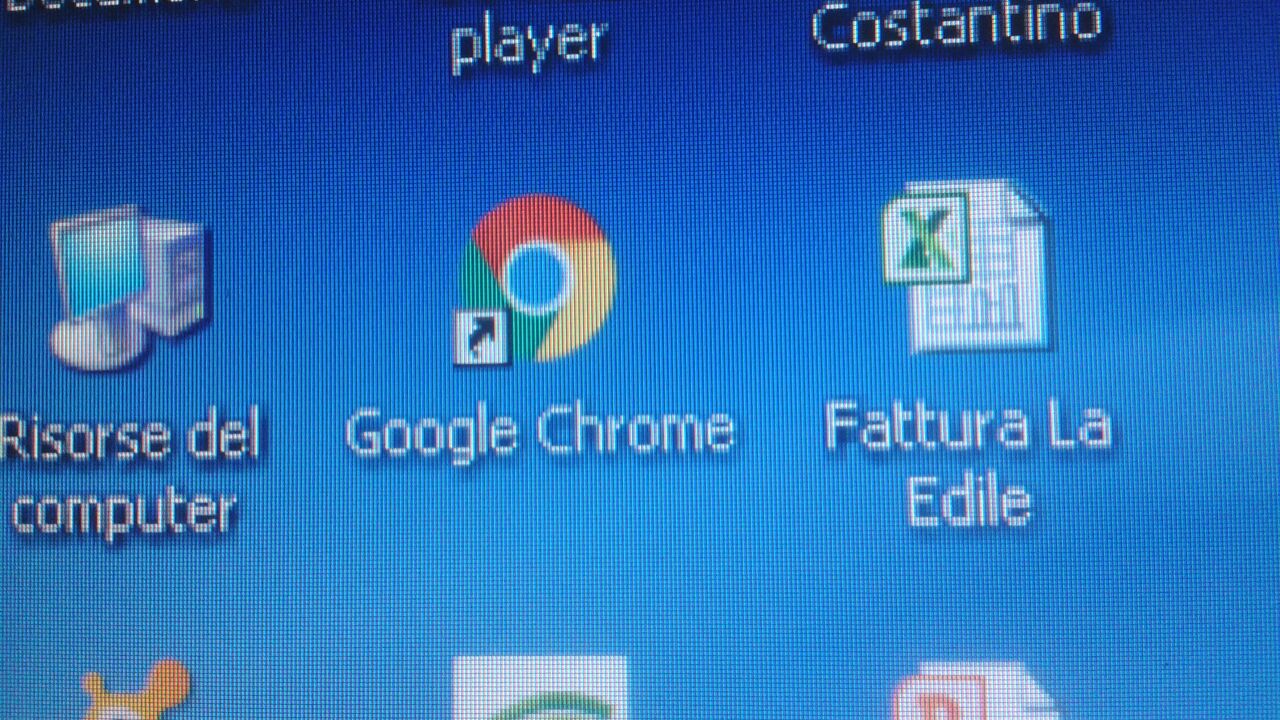 player
Costantino
Risorse del
computer
Google Chrome
Fattura La
Edile